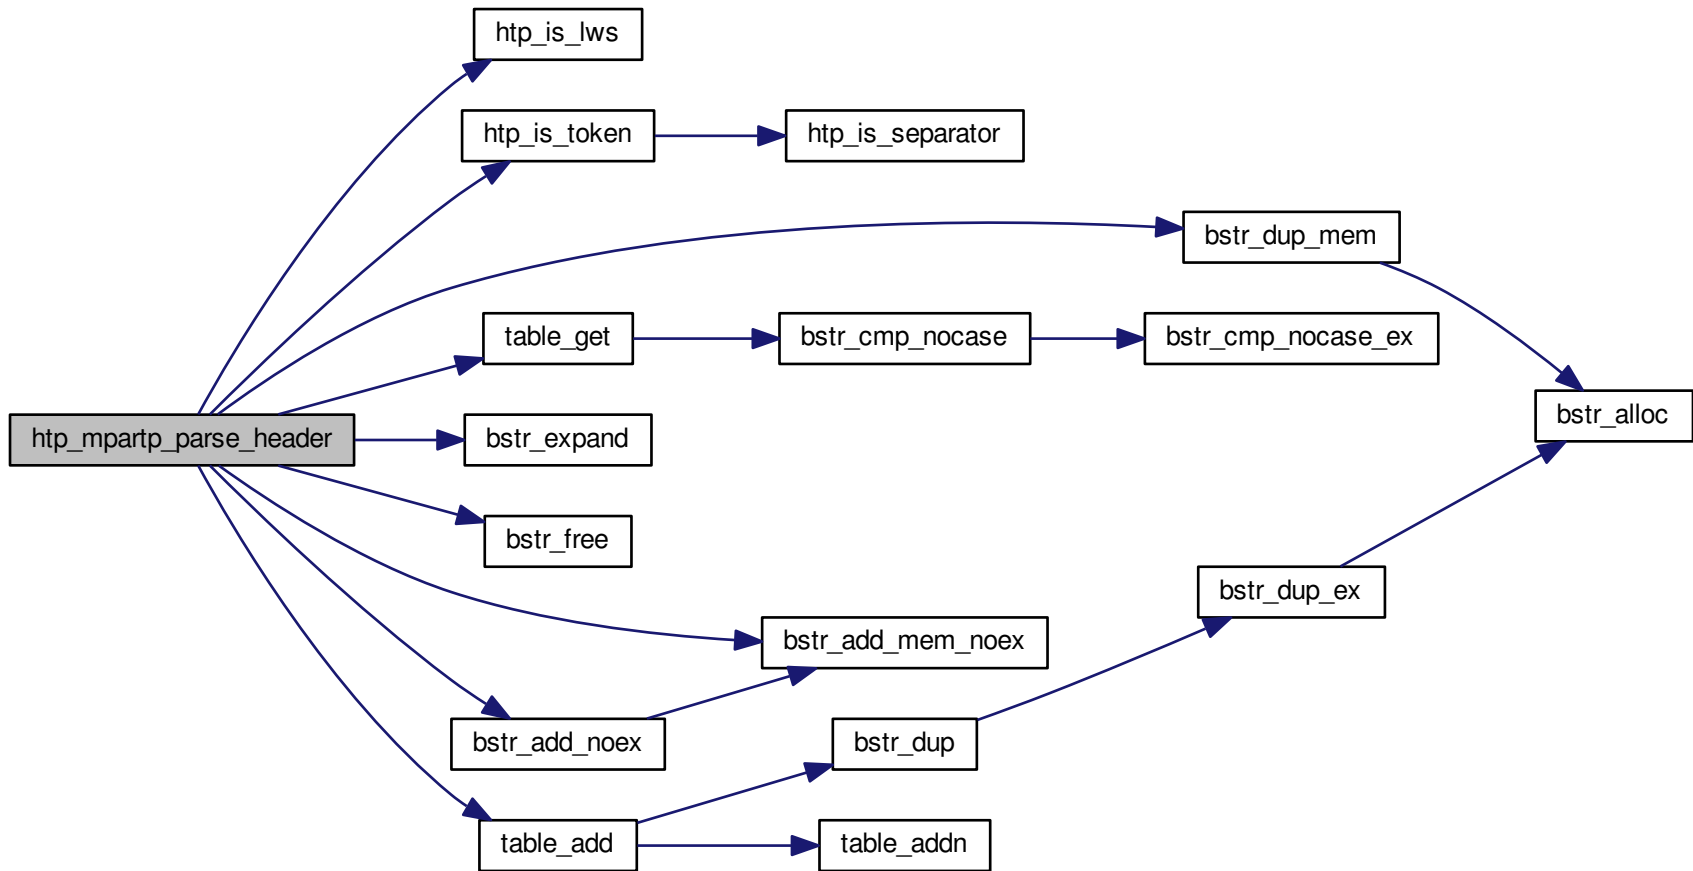 htp_is_lws
htp_is_token
htp_is_separator
bstr_dup_mem
table_get
bstr_cmp_nocase
bstr_cmp_nocase_ex
bstr_alloc
htp_mpartp_parse_header
bstr_expand
bstr_free
bstr_dup_ex
bstr_add_mem_noex
bstr_add_noex
bstr_dup
table_add
table_addn